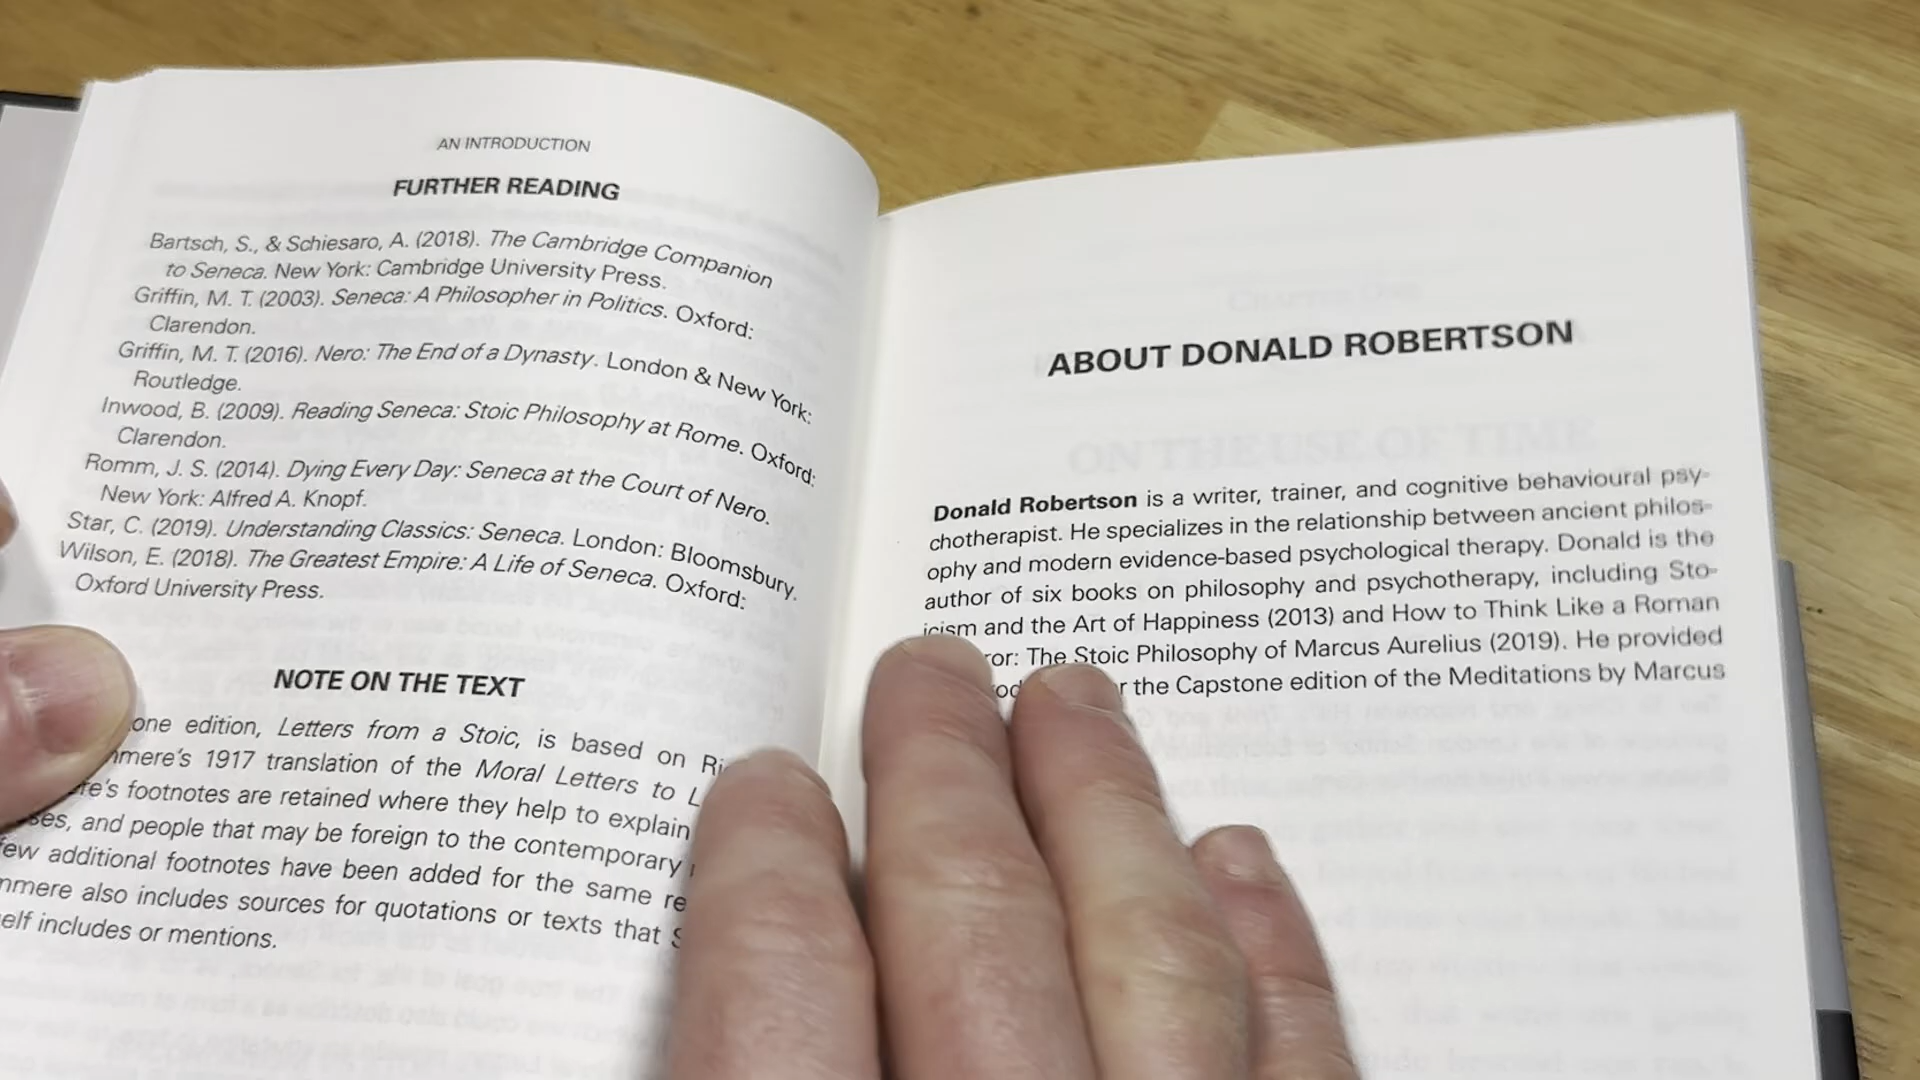 AN INTRODUCTION
FURTHER READING
Bartsch, S., & Schiesaro, A. (2018). The Cambridge Companion
to Seneca. New York: Cambridge University Press.
Griffin, M. T. (2003). Seneca: A Philosopher in Politics. Oxford:
Clarendon.
Griffin, M. T. (2016). Nero: The End of a Dynasty. London & New York:
Routledge.
Inwood, B. (2009). Reading Seneca: Stoic Philosophy at Rome. Oxford:
Clarendon.
Romm, J. S. (2014). Dying Every Day: Seneca at the Court of Nero.
New York: Alfred A. Knopf.
Star, C. (2019). Understanding Classics: Seneca. London: Bloomsbury.
Wilson, E. (2018). The Greatest Empire: A Life of Seneca. Oxford:
Oxford University Press.
NOTE ON THE TEXT
one edition, Letters from a Stoic, is based on
mere's 1917 translation of the Moral Letters to
footnotes are retained where they help to explain
and people that may be foreign to the contemporary
few additional footnotes have been added for the same
mmere also includes sources for quotations or texts that
elf includes or mentions.
ABOUT DONALD ROBERTSON
ON THE USE OF TIME
Donald Robertson is a writer, trainer, and cognitive behavioural psy-
chotherapist. He specializes in the relationship between ancient philos-
ophy and modern evidence-based psychological therapy. Donald is the
author of six books on philosophy and psychotherapy, including Sto-
icism and the Art of Happiness (2013) and How to Think Like a Roman
ror: The Stoic Philosophy of Marcus Aurelius (2019). He provided
the Capstone edition of the Meditations by Marcus